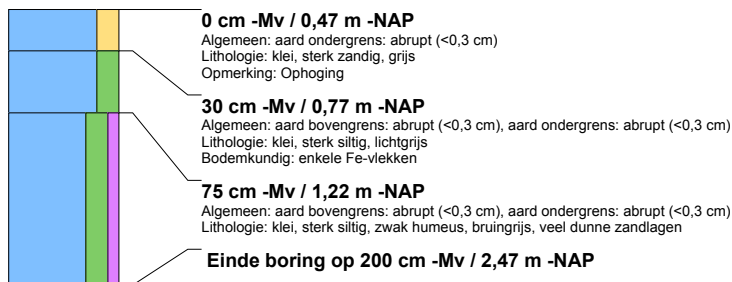 0 cm -Mv / 0,47 m -NAP
Algemeen: aard ondergrens: abrupt (<0,3 cm)
Lithologie: klei, sterk zandig, grijs
Opmerking: Ophoging
30 cm -Mv / 0,77 m -NAP
Algemeen: aard bovengrens: abrupt (<0,3 cm), aard ondergrens: abrupt (<0,3 cm)
Lithologie: klei, sterk siltig, lichtgrijs
Bodemkundig: enkele Fe-vlekken
75 cm -Mv / 1,22 m -NAP
Algemeen: aard bovengrens: abrupt (<0,3 cm), aard ondergrens: abrupt (<0,3 cm)
Lithologie: klei, sterk siltig, zwak humeus, bruingrijs, veel dunne zandlagen
Einde boring op 200 cm -Mv / 2,47 m -NAP